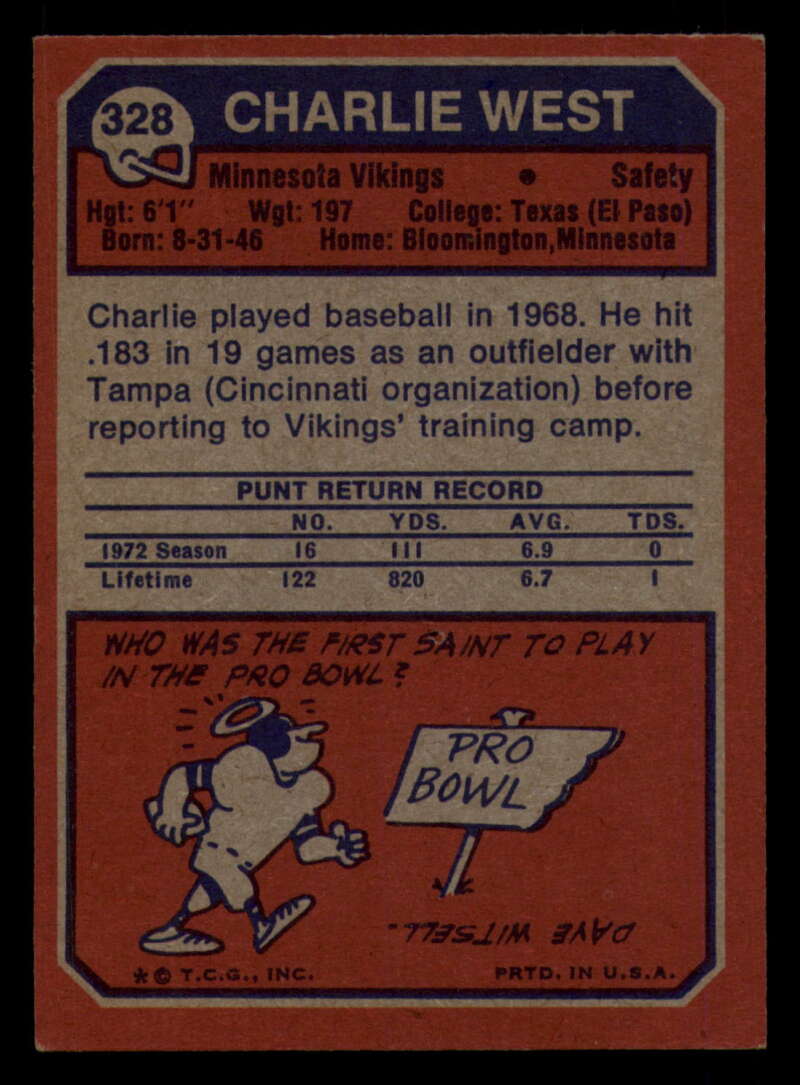 328 CHARLIE WEST
Minnesota Vikings • Safety
Hgt: 6'1" Wgt: 197 College: Texas (El Paso)
Born: 8-31-46 Home: Bloomington, Minnesota
Charlie played baseball in 1968. He hit
.183 in 19 games as an outfielder with
Tampa (Cincinnati organization) before
reporting to Vikings' training camp.
PUNT RETURN RECORD
NO. YDS. AVG. TDS.
1972 Season 16 111 6.9 0
Lifetime 122 820 6.7 1
WHO WAS THE FIRST SAINT TO PLAY
IN THE PRO BOWL?
PRO
BOWL
DAVE WITSELL.
* © T.C.G., INC. PRTD. IN U.S.A.